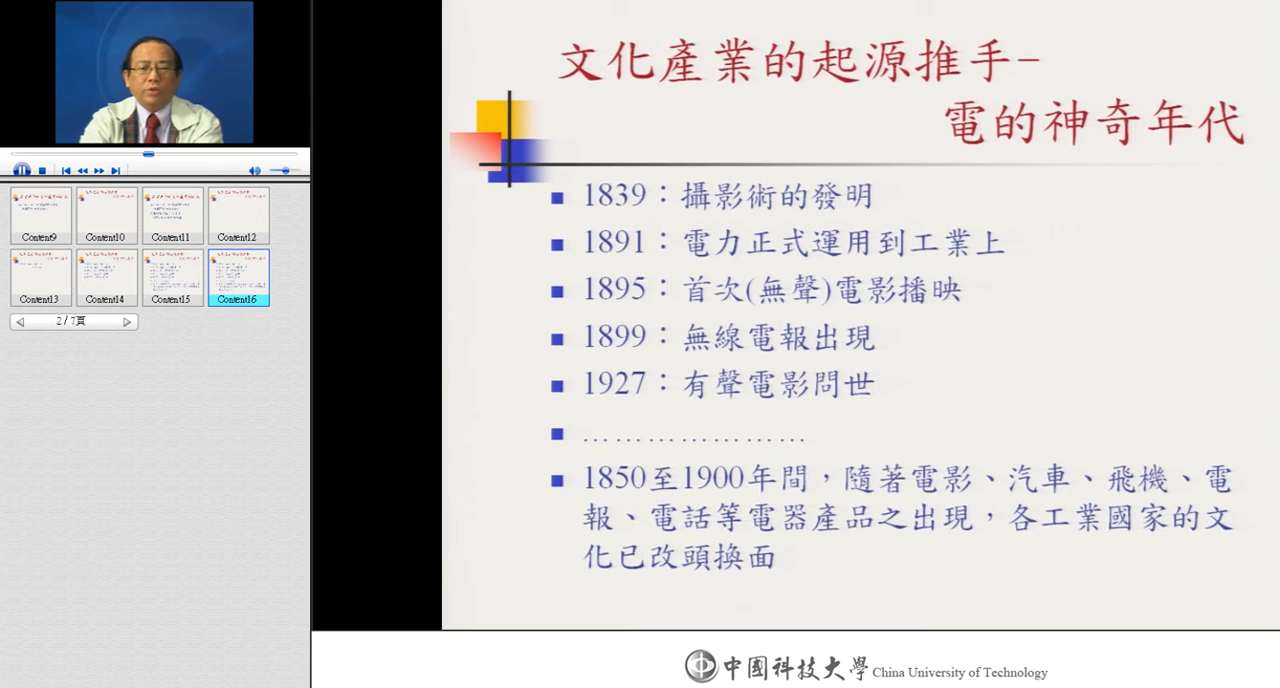 文化產業的起源推手-
電的神奇年代
1839：攝影術的發明
1891：電力正式運用到工業上
1895：首次(無聲)電影播映
1899：無線電報出現
1927：有聲電影問世
…………………
1850至1900年間，隨著電影、汽車、飛機、電
報、電話等電器產品之出現，各工業國家的文
化已改頭換面
Content9
Content10
Content11
Content12
Content13
Content14
Content15
Content16
2/7頁
中國科技大學 China University of Technology